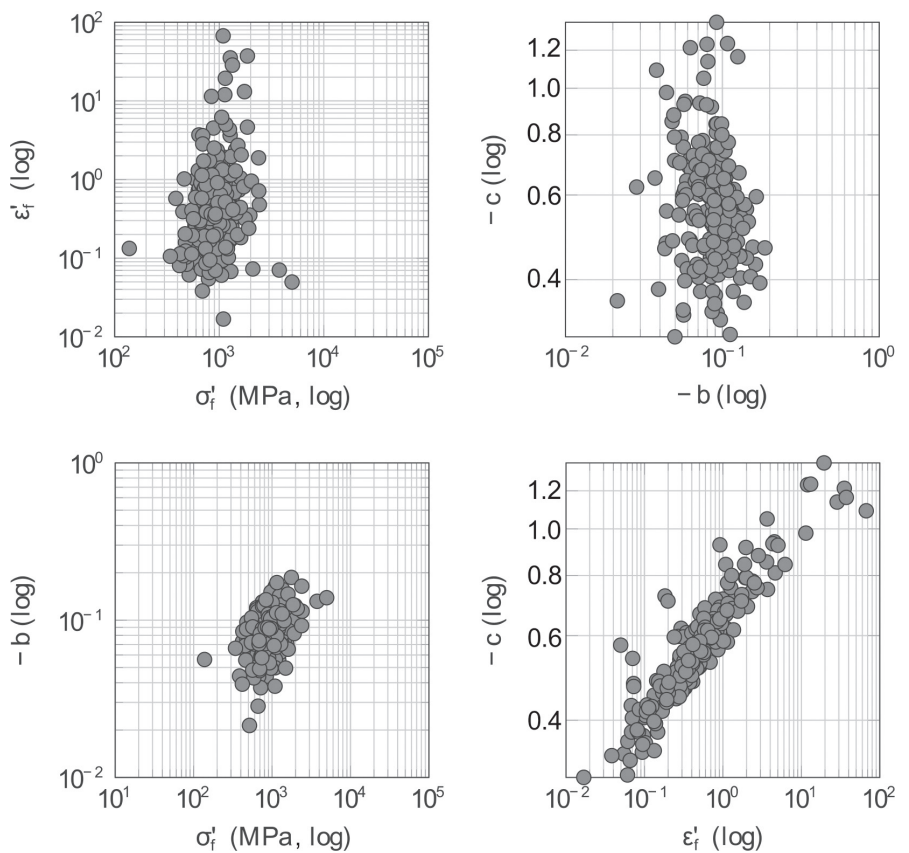 10² 10¹ 10⁰ 10⁻¹ 10⁻²
ε'f (log)
10² 10³ 10⁴ 10⁵
σ'f (MPa, log)
1.2 1.0 0.8 0.6 0.4
− c (log)
10⁻² 10⁻¹ 10⁰
− b (log)
10⁰ 10⁻¹ 10⁻²
− b (log)
10¹ 10² 10³ 10⁴ 10⁵
σ'f (MPa, log)
1.2 1.0 0.8 0.6 0.4
− c (log)
10⁻² 10⁻¹ 10⁰ 10¹ 10²
ε'f (log)